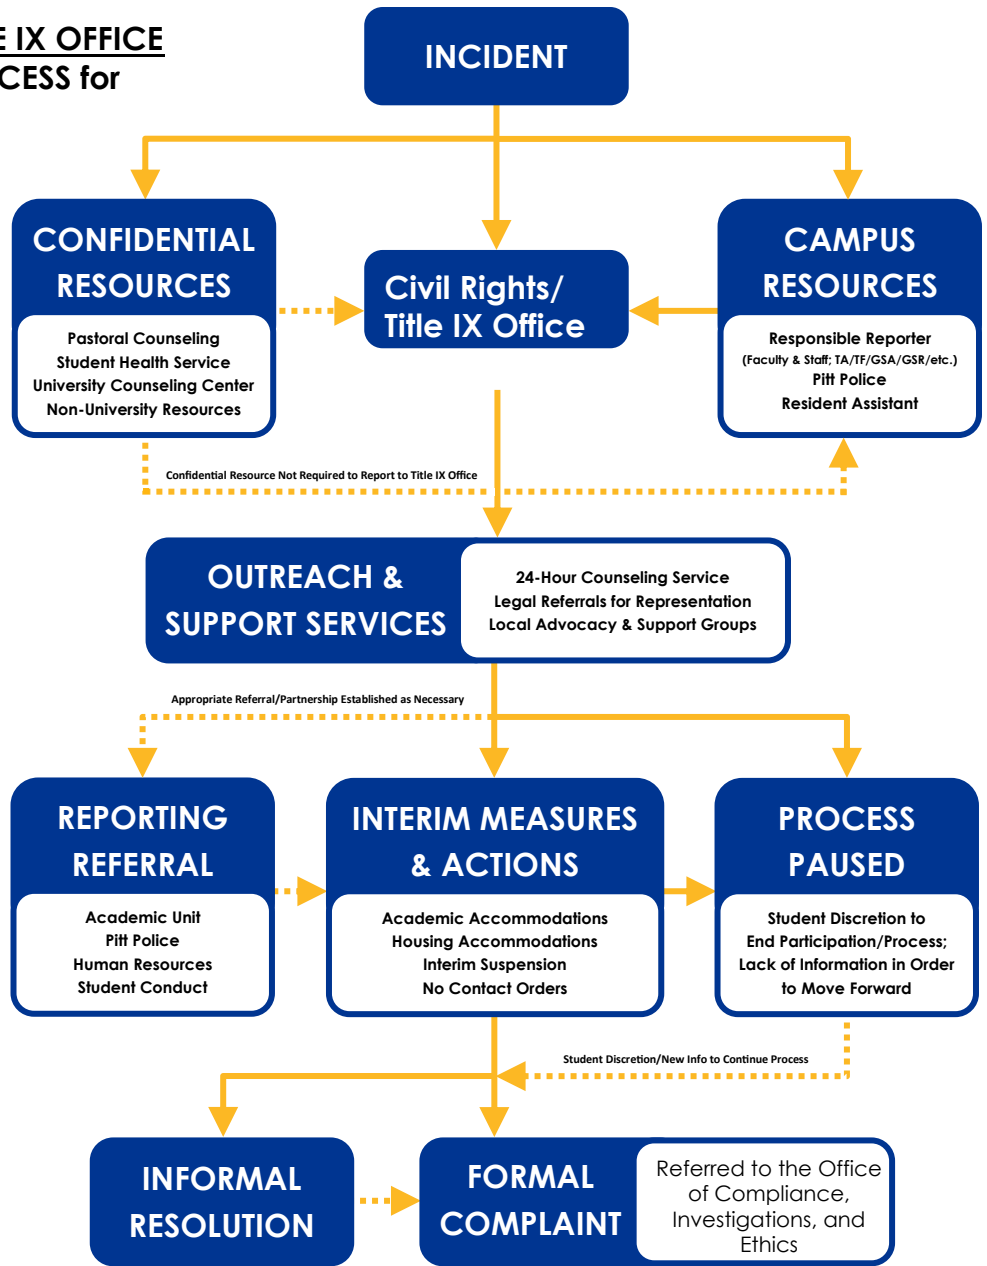 E IX OFFICE
CESS for
INCIDENT
CONFIDENTIAL
RESOURCES
Pastoral Counseling
Student Health Service
University Counseling Center
Non-University Resources
Civil Rights/
Title IX Office
CAMPUS
RESOURCES
Responsible Reporter
(Faculty & Staff; TA/TF/GSA/GSR/etc.)
Pitt Police
Resident Assistant
Confidential Resource Not Required to Report to Title IX Office
OUTREACH &
SUPPORT SERVICES
24-Hour Counseling Service
Legal Referrals for Representation
Local Advocacy & Support Groups
Appropriate Referral/Partnership Established as Necessary
REPORTING
REFERRAL
Academic Unit
Pitt Police
Human Resources
Student Conduct
INTERIM MEASURES
& ACTIONS
Academic Accommodations
Housing Accommodations
Interim Suspension
No Contact Orders
PROCESS
PAUSED
Student Discretion to
End Participation/Process;
Lack of Information in Order
to Move Forward
Student Discretion/New Info to Continue Process
INFORMAL
RESOLUTION
FORMAL
COMPLAINT
Referred to the Office
of Compliance,
Investigations, and
Ethics